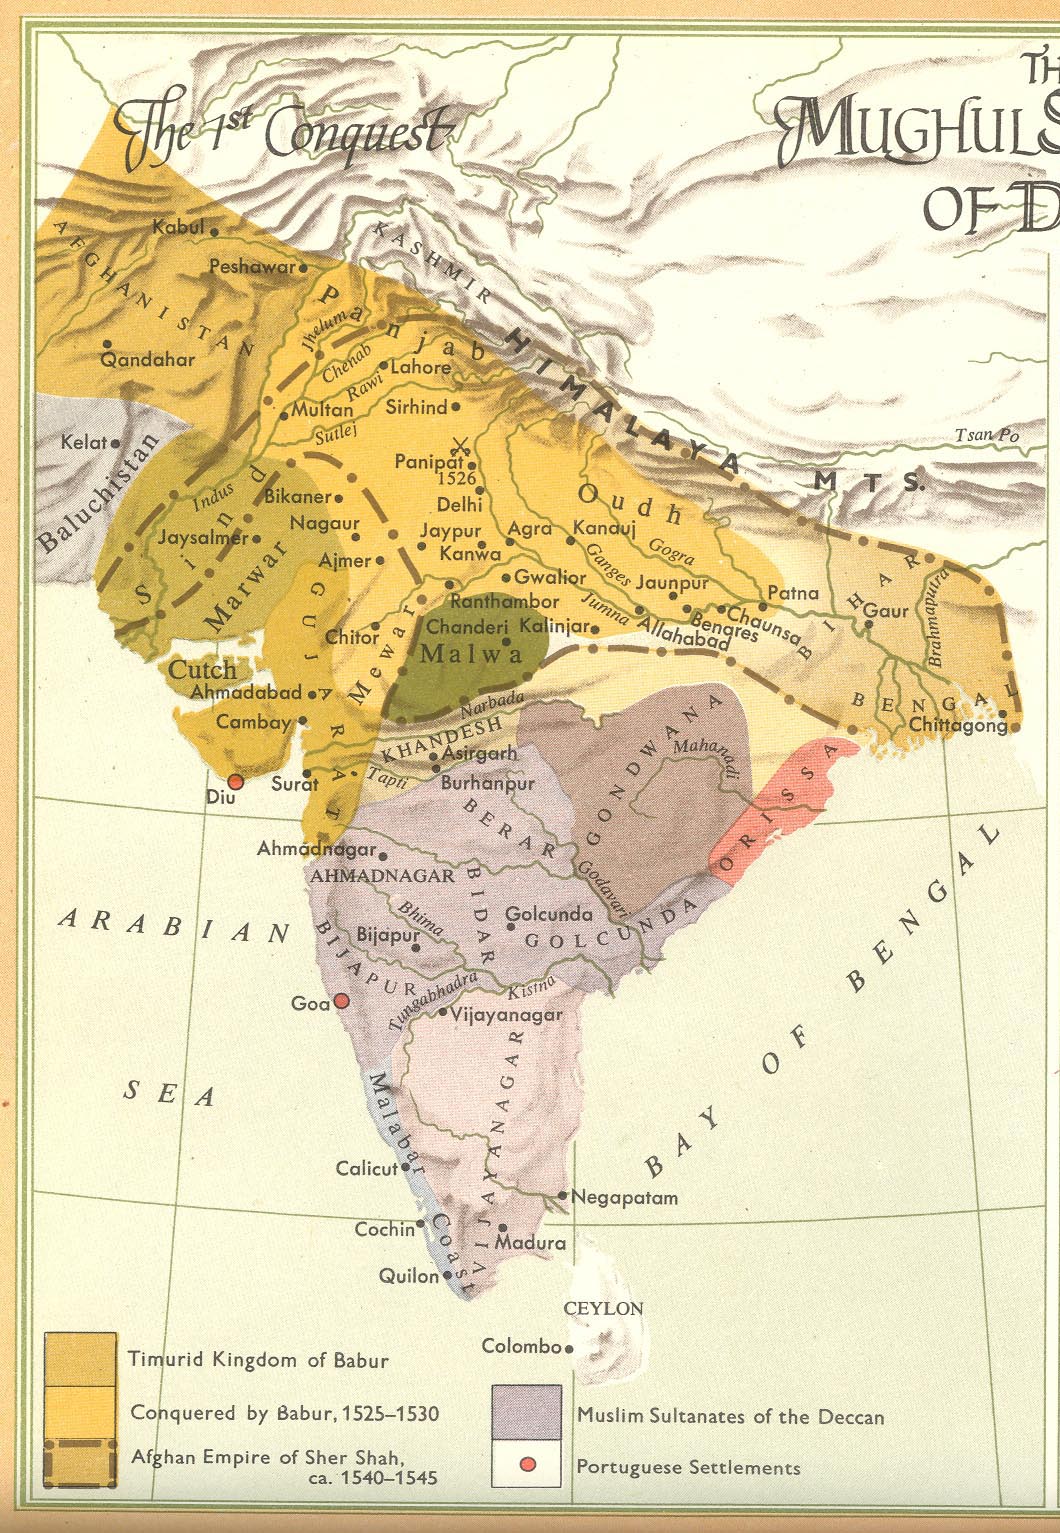 The 1st Conquest
TH
MUGHULS
OF D
AFGHANISTAN
Kabul
Peshawar
KASHMIR
Qandahar
Panjab
Jhelum
Chenab
Rawi
Lahore
HIMALAYA MTS.
Multan
Sirhind
Sutlej
Tsan Po
Kelat
Baluchistan
Panipat
1526
Delhi
Indus
Bikaner
Oudh
Nagaur
Jaysalmer
Jaypur
Agra
Kanauj
Kanwa
Gogra
Ajmer
Ganges
Sind
Marwar
Gwalior
Jaunpur
Patna
BIHAR
Gaur
Brahmaputra
Ranthambor
Jumna
Chitor
Chanderi
Kalinjar
Allahabad
Benares
Chaunsa
Malwa
Mewar
GUJARAT
Cutch
Ahmadabad
Cambay
Narbada
BENGAL
Chittagong
KHANDESH
Asirgarh
GONDWANA
Mahanadi
Diu
Surat
Tapti
Burhanpur
ORISSA
BERAR
Ahmadnagar
AHMADNAGAR
BIDAR
Godavari
Golcunda
GOLCUNDA
Bhima
Bijapur
BIJAPUR
ARABIAN
SEA
BAY OF BENGAL
Goa
Tungabhadra
Kistna
Vijayanagar
VIJAYANAGAR
Malabar Coast
Calicut
Negapatam
Cochin
Madura
Quilon
CEYLON
Colombo
Timurid Kingdom of Babur
Conquered by Babur, 1525–1530
Afghan Empire of Sher Shah,
ca. 1540–1545
Muslim Sultanates of the Deccan
Portuguese Settlements